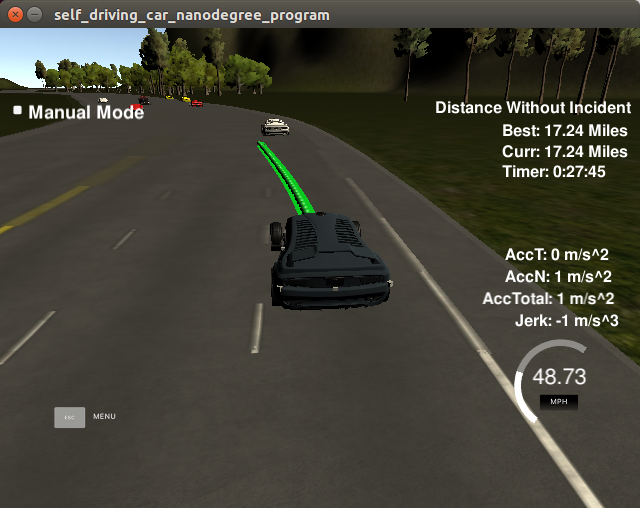 self_driving_car_nanodegree_program
Manual Mode
Distance Without Incident
Best: 17.24 Miles
Curr: 17.24 Miles
Timer: 0:27:45
AccT: 0 m/s^2
AccN: 1 m/s^2
AccTotal: 1 m/s^2
Jerk: -1 m/s^3
48.73
MPH
ESC MENU